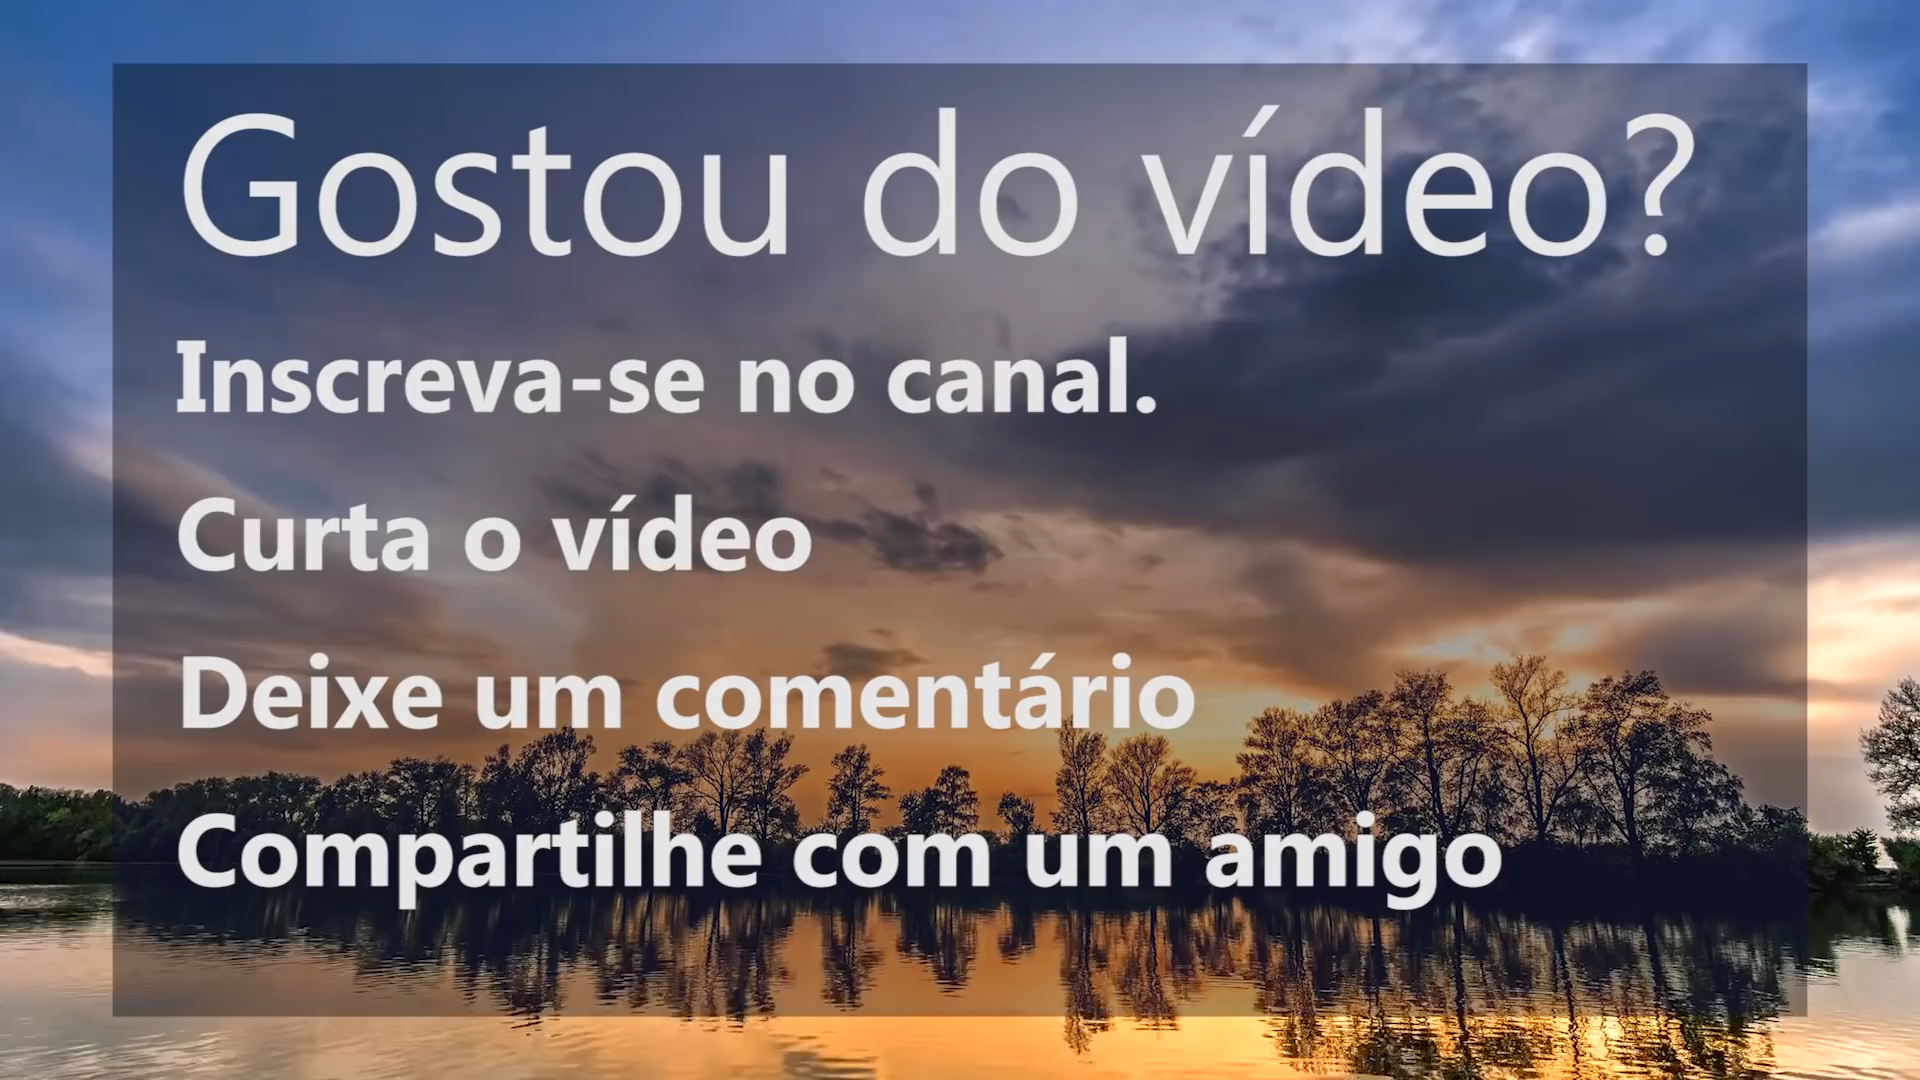 Gostou do vídeo?
Inscreva-se no canal.
Curta o vídeo
Deixe um comentário
Compartilhe com um amigo